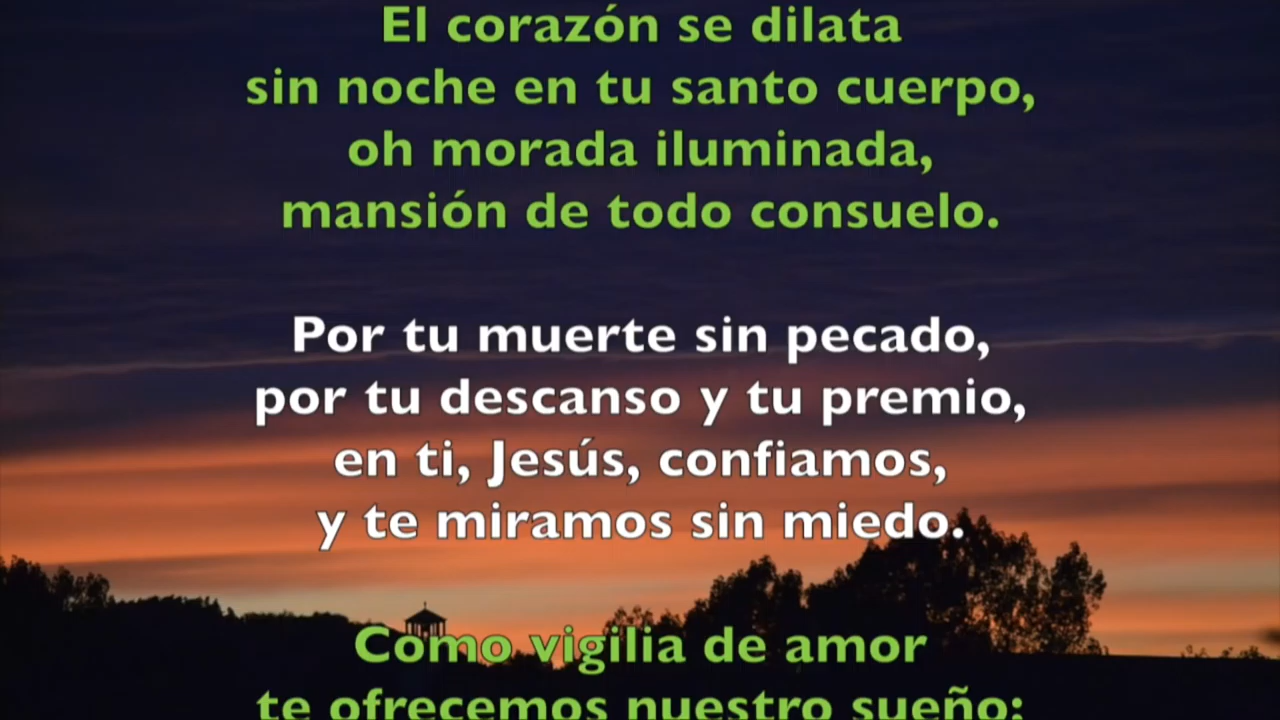 El corazón se dilata
sin noche en tu santo cuerpo,
oh morada iluminada,
mansión de todo consuelo.
Por tu muerte sin pecado,
por tu descanso y tu premio,
en ti, Jesús, confiamos,
y te miramos sin miedo.
Como vigilia de amor
te ofrecemos nuestro sueño;